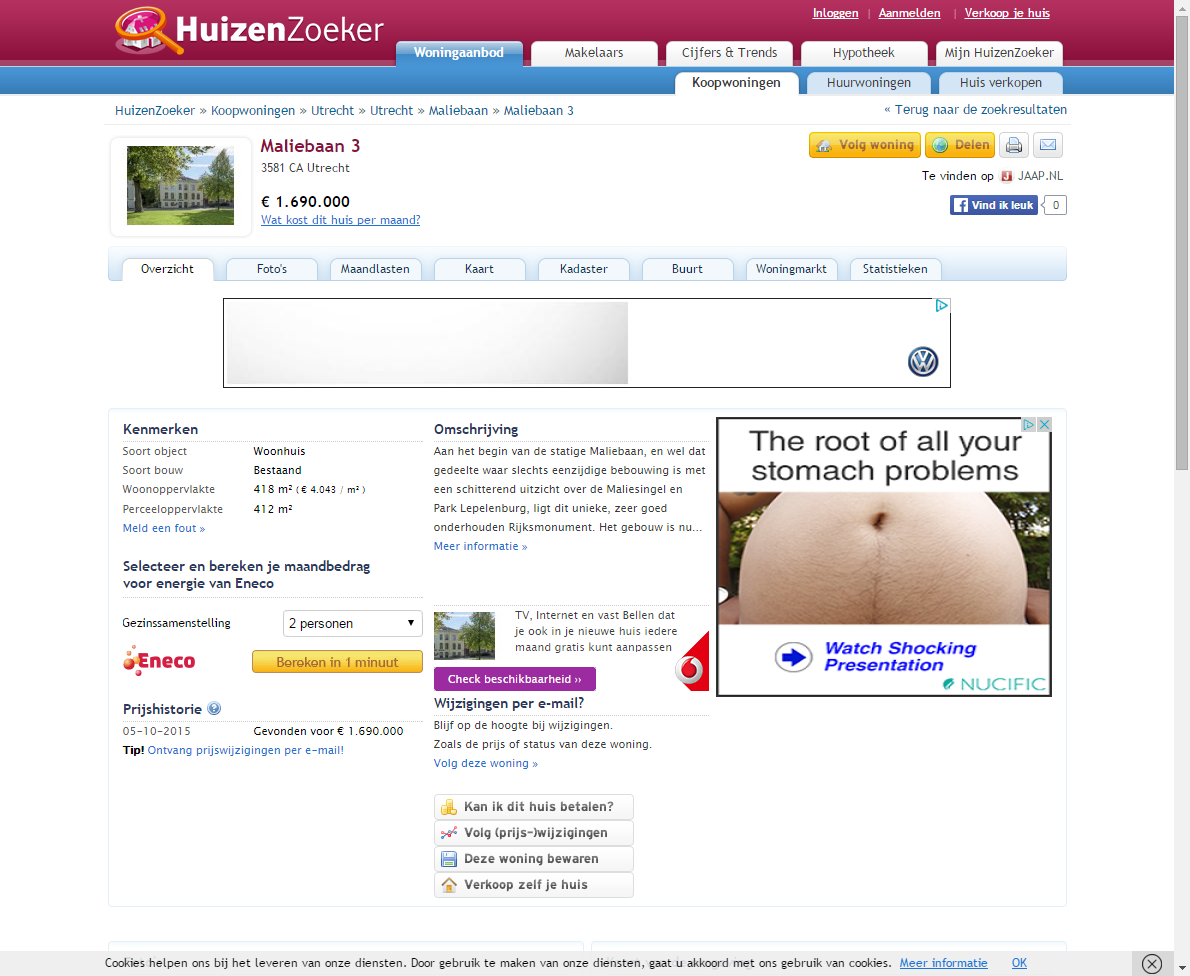 Inloggen | Aanmelden | Verkoop je huis
HuizenZoeker
Woningaanbod
Makelaars
Cijfers & Trends
Hypotheek
Mijn HuizenZoeker
Koopwoningen
Huurwoningen
Huis verkopen
HuizenZoeker » Koopwoningen » Utrecht » Utrecht » Maliebaan » Maliebaan 3
« Terug naar de zoekresultaten
Maliebaan 3
3581 CA Utrecht
€ 1.690.000
Wat kost dit huis per maand?
Volg woning
Delen
Te vinden op JAAP.NL
Vind ik leuk
0
Overzicht
Foto's
Maandlasten
Kaart
Kadaster
Buurt
Woningmarkt
Statistieken
Kenmerken
Soort object Woonhuis
Soort bouw Bestaand
Woonoppervlakte 418 m² ( € 4.043 / m² )
Perceeloppervlakte 412 m²
Meld een fout »
Selecteer en bereken je maandbedrag
voor energie van Eneco
Gezinssamenstelling 2 personen
Eneco
Bereken in 1 minuut
Prijshistorie ?
05-10-2015 Gevonden voor € 1.690.000
Tip! Ontvang prijswijzigingen per e-mail!
Omschrijving
Aan het begin van de statige Maliebaan, en wel dat
gedeelte waar slechts eenzijdige bebouwing is met
een schitterend uitzicht over de Maliesingel en
Park Lepelenburg, ligt dit unieke, zeer goed
onderhouden Rijksmonument. Het gebouw is nu...
Meer informatie »
TV, Internet en vast Bellen dat
je ook in je nieuwe huis iedere
maand gratis kunt aanpassen
Check beschikbaarheid ››
Wijzigingen per e-mail?
Blijf op de hoogte bij wijzigingen.
Zoals de prijs of status van deze woning.
Volg deze woning »
Kan ik dit huis betalen?
Volg (prijs-)wijzigingen
Deze woning bewaren
Verkoop zelf je huis
The root of all your
stomach problems
Watch Shocking
Presentation
NUCIFIC
Cookies helpen ons bij het leveren van onze diensten. Door gebruik te maken van onze diensten, gaat u akkoord met ons gebruik van cookies. Meer informatie OK